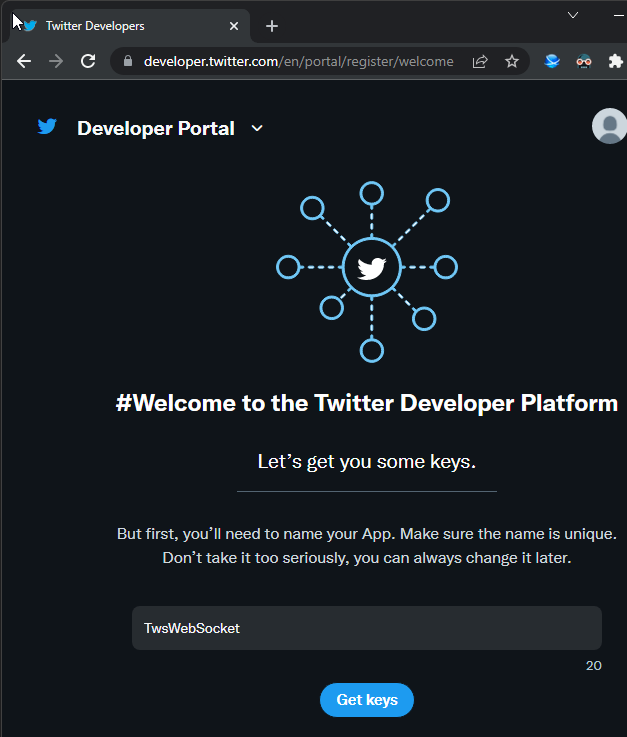 Twitter Developers
developer.twitter.com/en/portal/register/welcome
Developer Portal
#Welcome to the Twitter Developer Platform
Let’s get you some keys.
But first, you’ll need to name your App. Make sure the name is unique.
Don’t take it too seriously, you can always change it later.
TwsWebSocket
20
Get keys